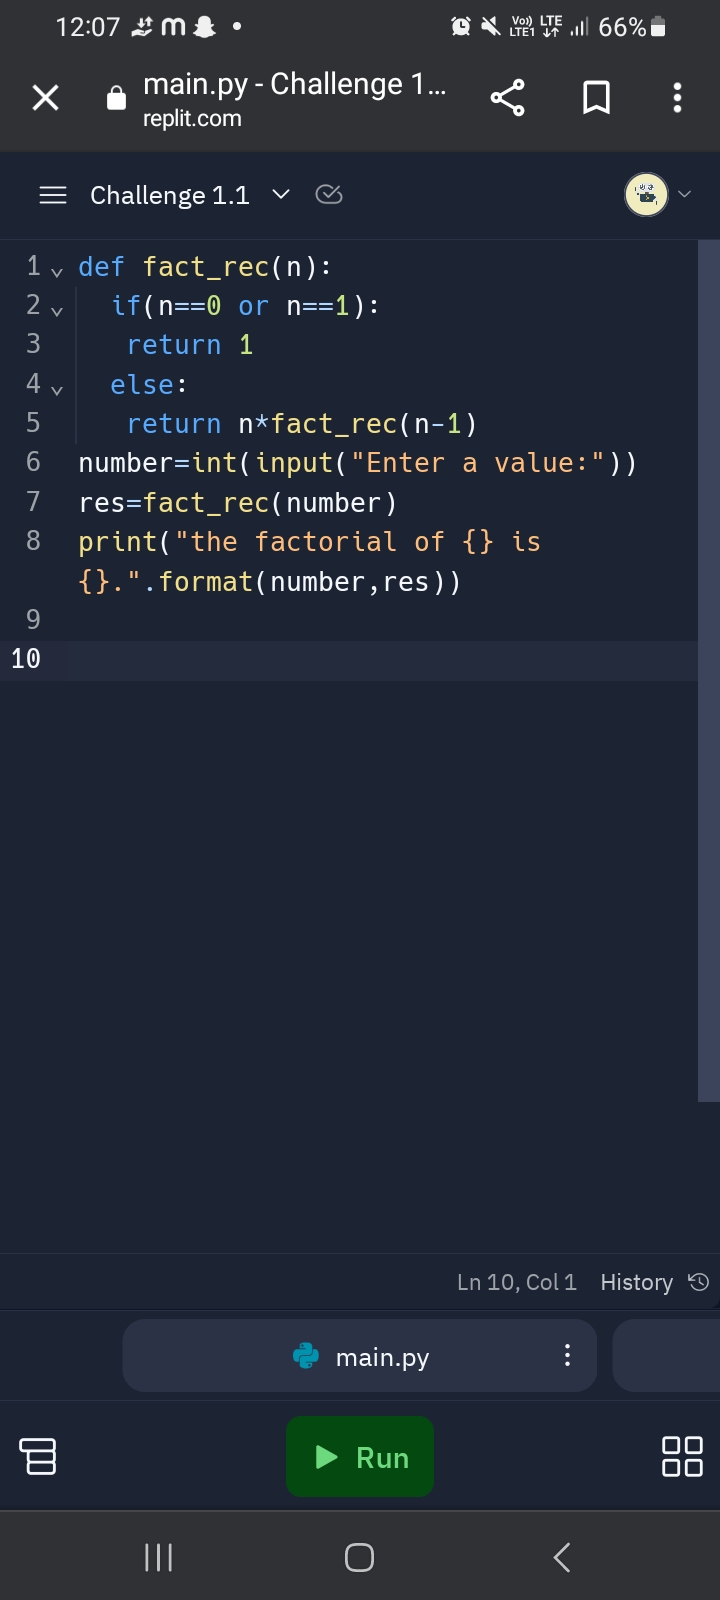 12:07 m Vo)) LTE1 LTE 66%
main.py - Challenge 1...
replit.com
Challenge 1.1
1 def fact_rec(n):
2   if(n==0 or n==1):
3    return 1
4   else:
5    return n*fact_rec(n-1)
6 number=int(input("Enter a value:"))
7 res=fact_rec(number)
8 print("the factorial of {} is
{}.".format(number,res))
9
10
Ln 10, Col 1 History
main.py
Run